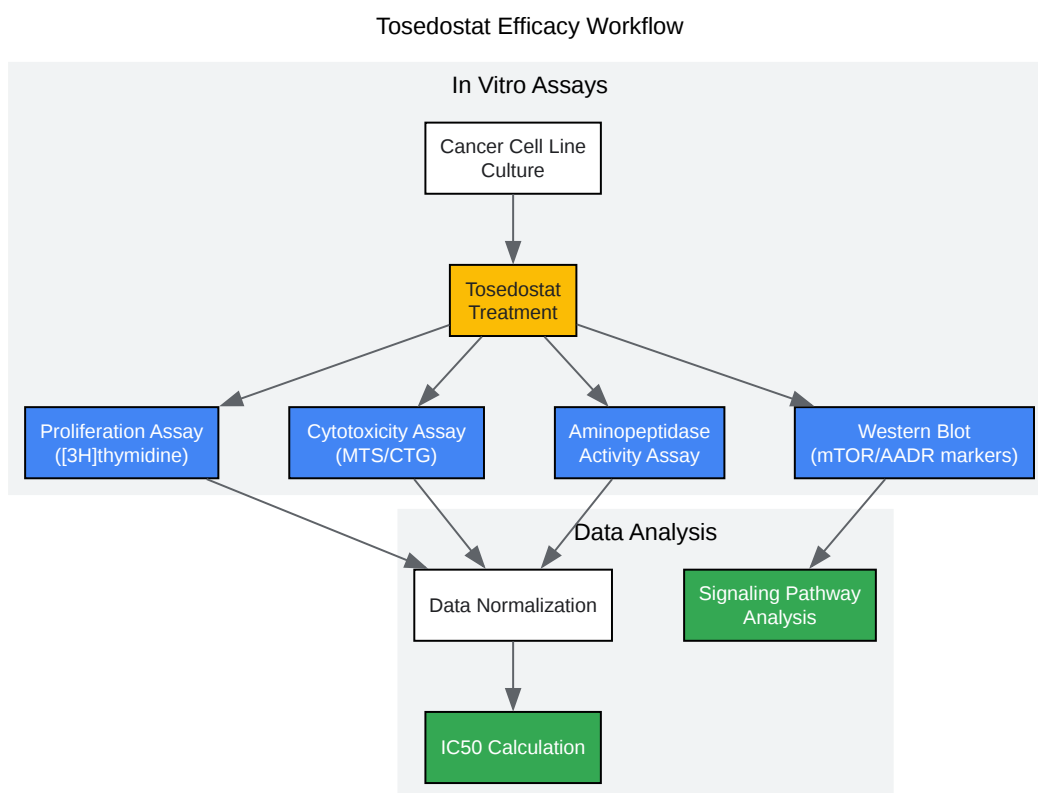 Tosedostat Efficacy Workflow
In Vitro Assays
Cancer Cell Line
Culture
Tosedostat
Treatment
Proliferation Assay
([3H]thymidine)
Cytotoxicity Assay
(MTS/CTG)
Aminopeptidase
Activity Assay
Western Blot
(mTOR/AADR markers)
Data Analysis
Data Normalization
Signaling Pathway
Analysis
IC50 Calculation